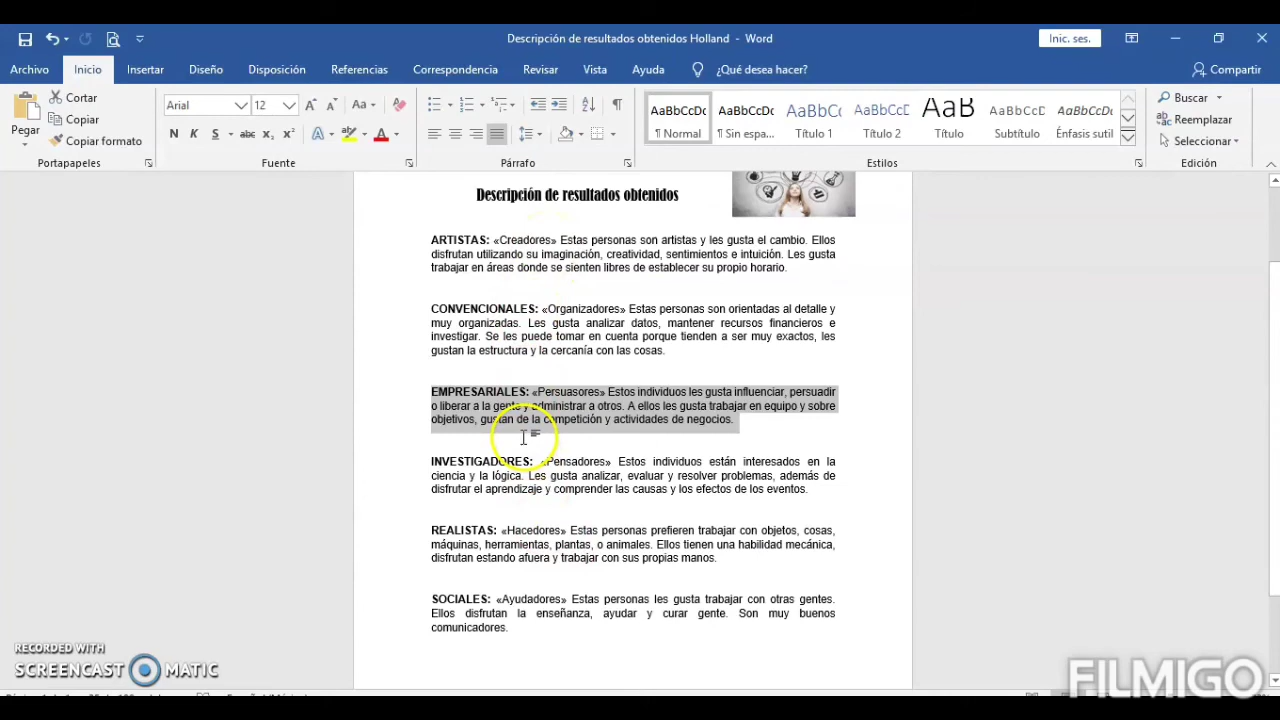 Descripción de resultados obtenidos Holland - Word
Inic. ses.
Archivo Inicio Insertar Diseño Disposición Referencias Correspondencia Revisar Vista Ayuda ¿Qué desea hacer? Compartir
Pegar
Cortar
Copiar
Copiar formato
Portapapeles
Arial 12
Aa
N K S abc x₂ x²
Fuente
Párrafo
AaBbCcDc AaBbCcDc AaBbCc AaBbCcD AaB AaBbCcD AaBbCcDc
¶ Normal ¶ Sin espa... Título 1 Título 2 Título Subtítulo Énfasis sutil
Estilos
Buscar
Reemplazar
Seleccionar
Edición
Descripción de resultados obtenidos
ARTISTAS: «Creadores» Estas personas son artistas y les gusta el cambio. Ellos
disfrutan utilizando su imaginación, creatividad, sentimientos e intuición. Les gusta
trabajar en áreas donde se sienten libres de establecer su propio horario.
CONVENCIONALES: «Organizadores» Estas personas son orientadas al detalle y
muy organizadas. Les gusta analizar datos, mantener recursos financieros e
investigar. Se les puede tomar en cuenta porque tienden a ser muy exactos, les
gustan la estructura y la cercanía con las cosas.
EMPRESARIALES: «Persuasores» Estos individuos les gusta influenciar, persuadir
o liberar a la gente y administrar a otros. A ellos les gusta trabajar en equipo y sobre
objetivos, gustan de la competición y actividades de negocios.
INVESTIGADORES: «Pensadores» Estos individuos están interesados en la
ciencia y la lógica. Les gusta analizar, evaluar y resolver problemas, además de
disfrutar el aprendizaje y comprender las causas y los efectos de los eventos.
REALISTAS: «Hacedores» Estas personas prefieren trabajar con objetos, cosas,
máquinas, herramientas, plantas, o animales. Ellos tienen una habilidad mecánica,
disfrutan estando afuera y trabajar con sus propias manos.
SOCIALES: «Ayudadores» Estas personas les gusta trabajar con otras gentes.
Ellos disfrutan la enseñanza, ayudar y curar gente. Son muy buenos
comunicadores.
RECORDED WITH
SCREENCAST MATIC
FILMIGO